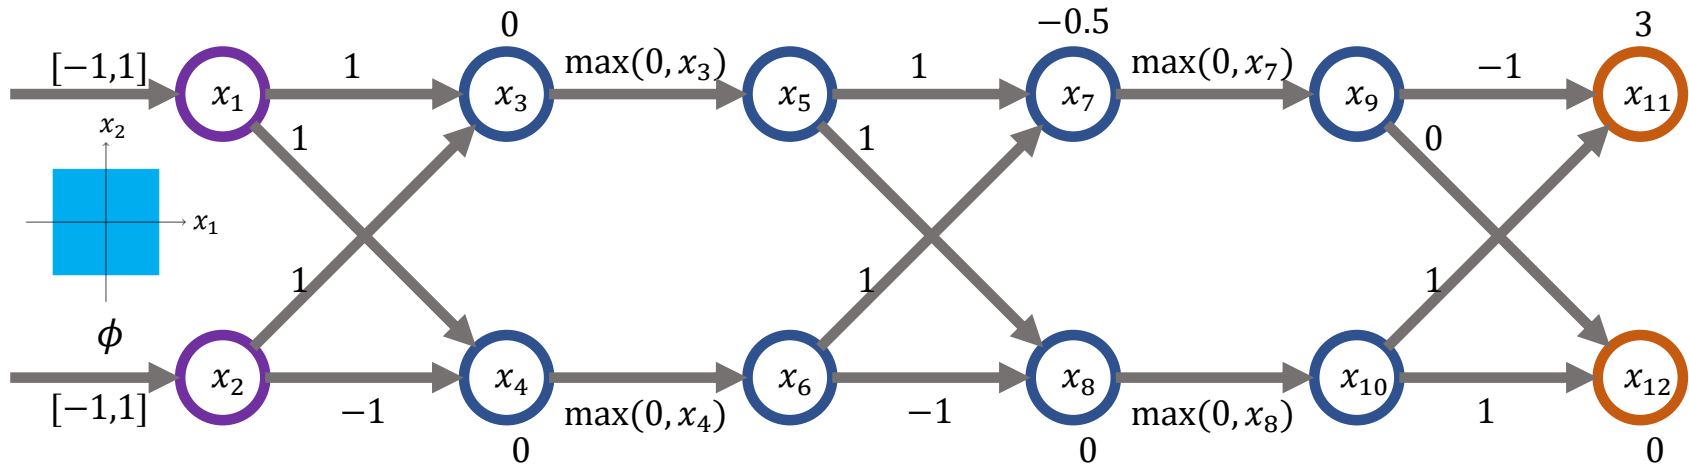 0
−0.5
3
[−1,1]
1
max(0, x₃)
1
max(0, x₇)
−1
x₁
x₃
x₅
x₇
x₉
x₁₁
x₂
1
1
0
x₁
ϕ
1
1
1
x₂
x₄
x₆
x₈
x₁₀
x₁₂
[−1,1]
−1
max(0, x₄)
−1
max(0, x₈)
1
0
0
0